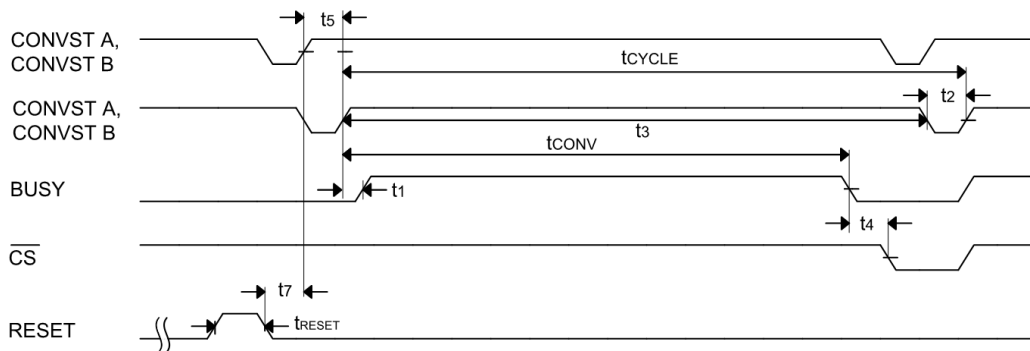 t5
CONVST A,
CONVST B
tCYCLE
t2
CONVST A,
CONVST B
t3
tCONV
BUSY
t1
t4
CS
t7
RESET
tRESET